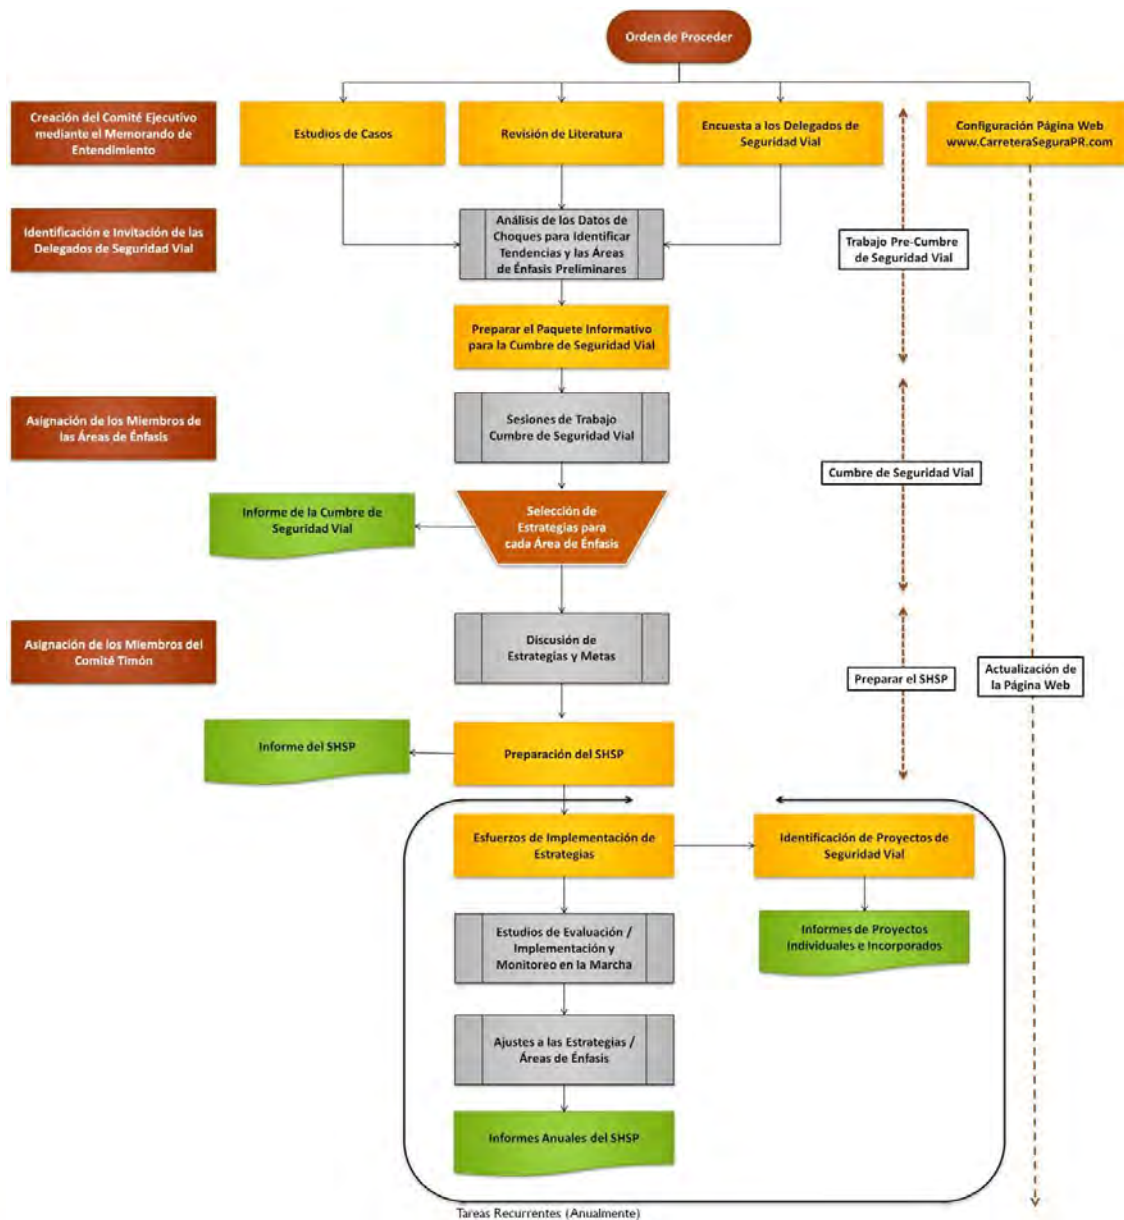 Orden de Proceder
Creación del Comité Ejecutivo
mediante el Memorando de
Entendimiento
Estudios de Casos
Revisión de Literatura
Encuesta a los Delegados de
Seguridad Vial
Configuración Página Web
www.CarreteraSeguraPR.com
Identificación e Invitación de las
Delegados de Seguridad Vial
Análisis de los Datos de
Choques para Identificar
Tendencias y las Áreas
de Énfasis Preliminares
Trabajo Pre-Cumbre
de Seguridad Vial
Preparar el Paquete Informativo
para la Cumbre de Seguridad Vial
Asignación de los Miembros de
las Áreas de Énfasis
Sesiones de Trabajo
Cumbre de Seguridad Vial
Cumbre de Seguridad Vial
Informe de la Cumbre de
Seguridad Vial
Selección de
Estrategias para
cada Área de Énfasis
Asignación de los Miembros del
Comité Timón
Discusión de
Estrategias y Metas
Preparar el SHSP
Actualización de
la Página Web
Informe del SHSP
Preparación del SHSP
Esfuerzos de Implementación de
Estrategias
Identificación de Proyectos de
Seguridad Vial
Estudios de Evaluación /
Implementación y
Monitoreo en la Marcha
Informes de Proyectos
Individuales e Incorporados
Ajustes a las Estrategias /
Áreas de Énfasis
Informes Anuales del SHSP
Tareas Recurrentes (Anualmente)